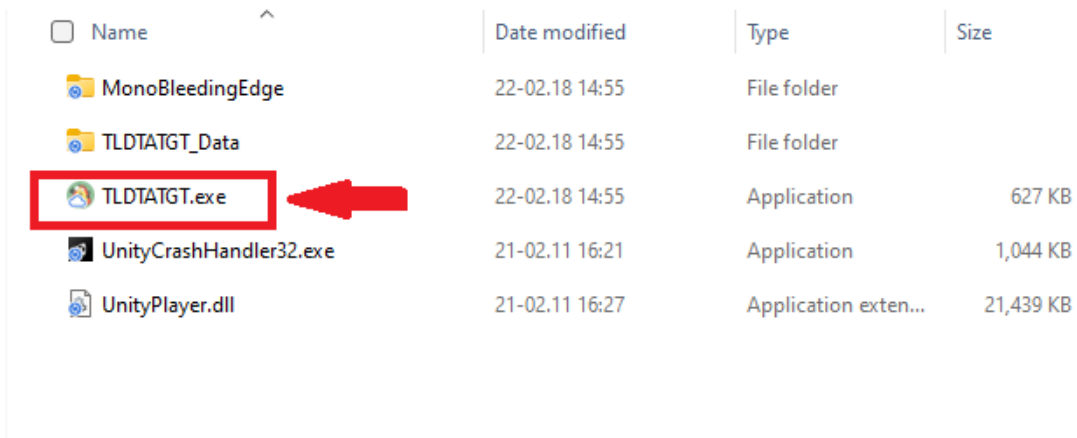 Name Date modified Type Size
MonoBleedingEdge 22-02.18 14:55 File folder
TLDTATGT_Data 22-02.18 14:55 File folder
TLDTATGT.exe 22-02.18 14:55 Application 627 KB
UnityCrashHandler32.exe 21-02.11 16:21 Application 1,044 KB
UnityPlayer.dll 21-02.11 16:27 Application exten... 21,439 KB